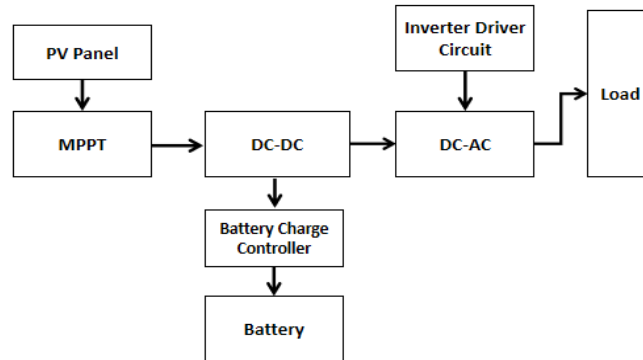 PV Panel
Inverter Driver
Circuit
Load
MPPT
DC-DC
DC-AC
Battery Charge
Controller
Battery